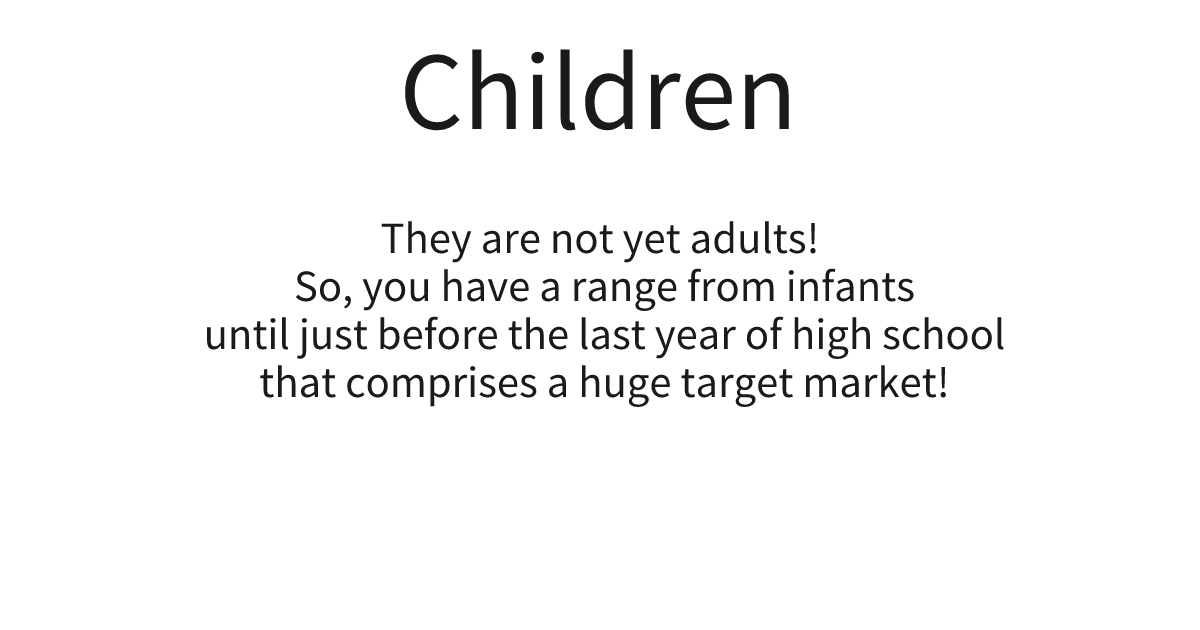 Children
They are not yet adults!
So, you have a range from infants
until just before the last year of high school
that comprises a huge target market!